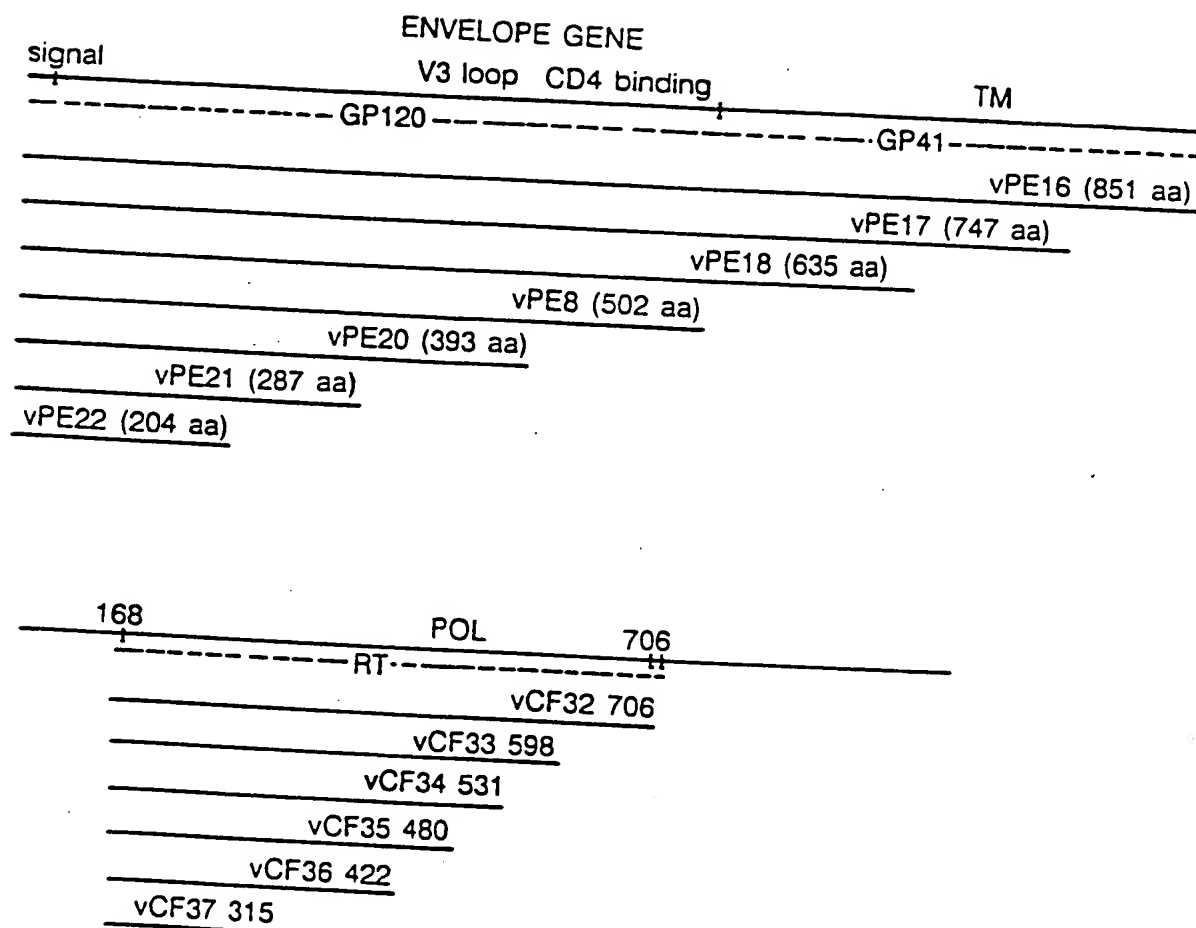 ENVELOPE GENE
signal
V3 loop CD4 binding
TM
GP120
GP41
vPE16 (851 aa)
vPE17 (747 aa)
vPE18 (635 aa)
vPE8 (502 aa)
vPE20 (393 aa)
vPE21 (287 aa)
vPE22 (204 aa)
168
POL
706
RT
vCF32 706
vCF33 598
vCF34 531
vCF35 480
vCF36 422
vCF37 315